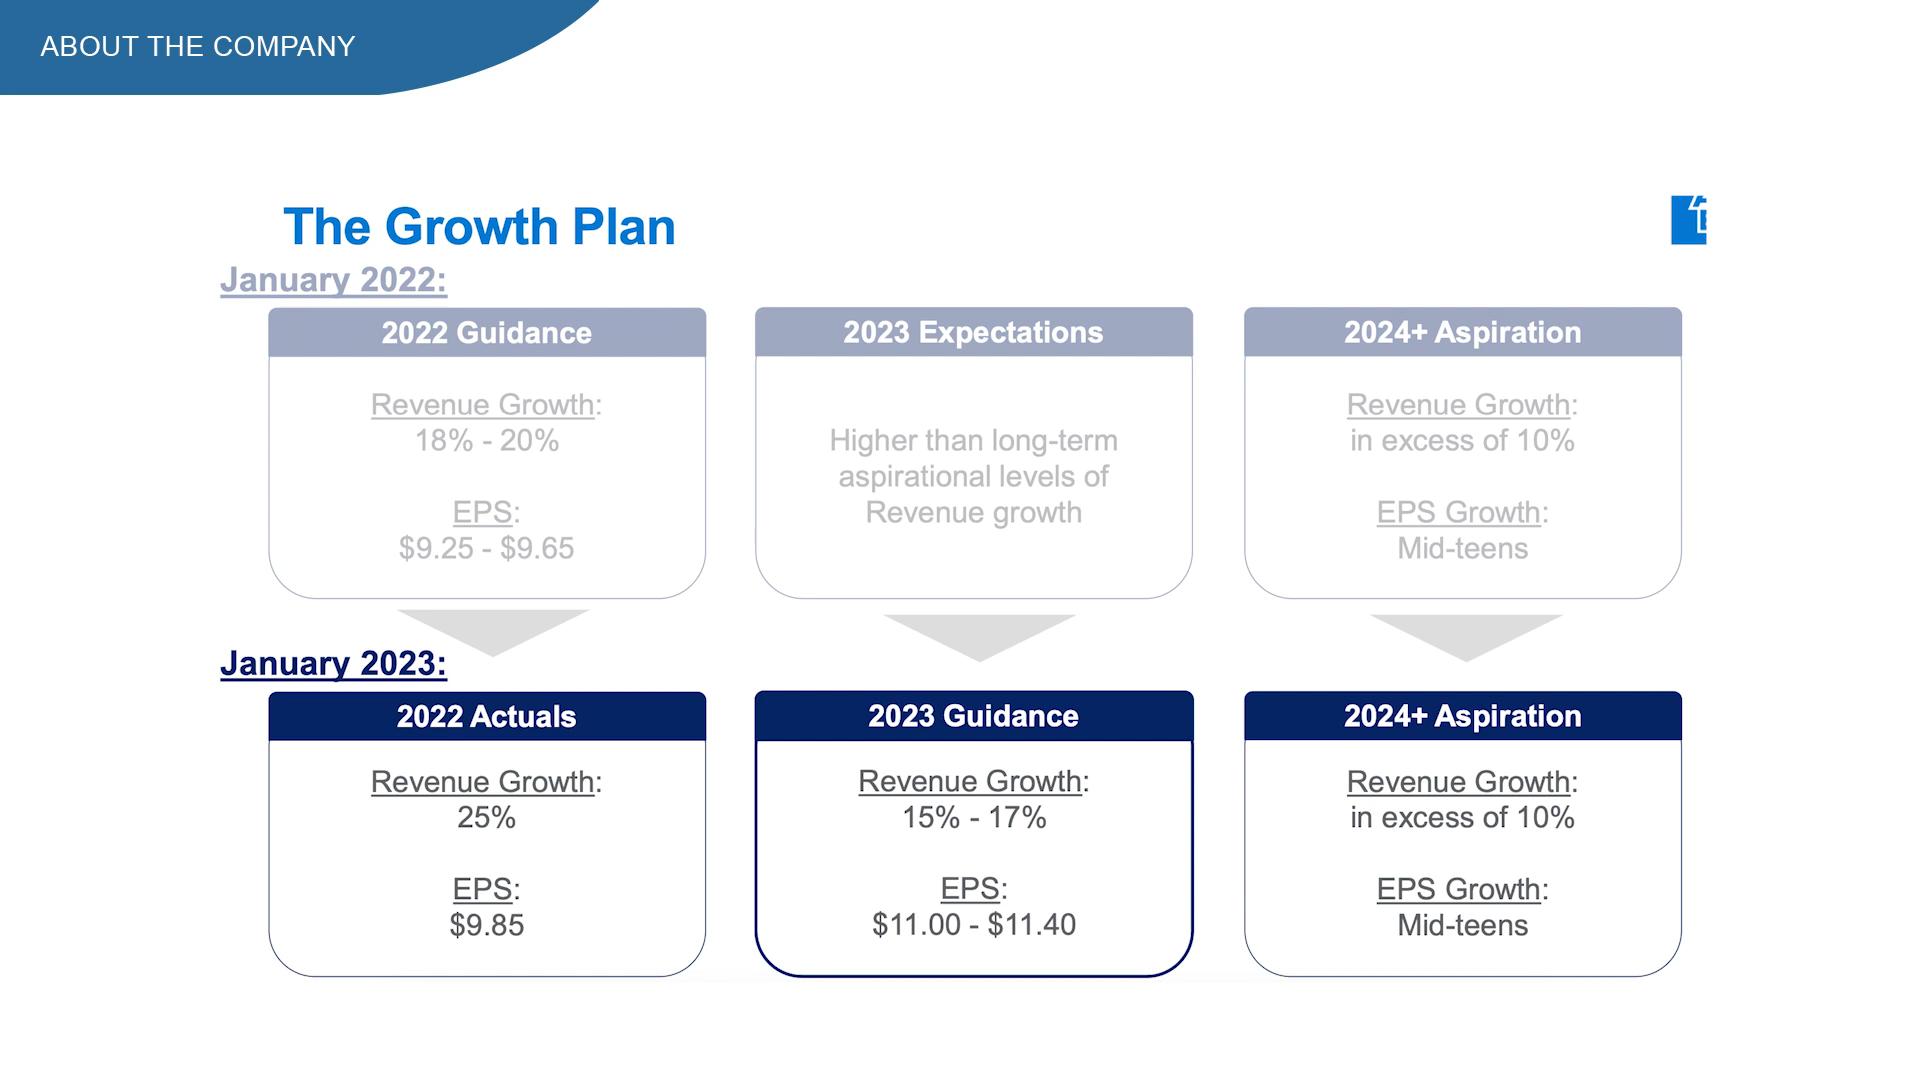 ABOUT THE COMPANY
The Growth Plan
January 2022:
2022 Guidance
Revenue Growth:
18% - 20%
EPS:
$9.25 - $9.65
2023 Expectations
Higher than long-term
aspirational levels of
Revenue growth
2024+ Aspiration
Revenue Growth:
in excess of 10%
EPS Growth:
Mid-teens
January 2023:
2022 Actuals
Revenue Growth:
25%
EPS:
$9.85
2023 Guidance
Revenue Growth:
15% - 17%
EPS:
$11.00 - $11.40
2024+ Aspiration
Revenue Growth:
in excess of 10%
EPS Growth:
Mid-teens